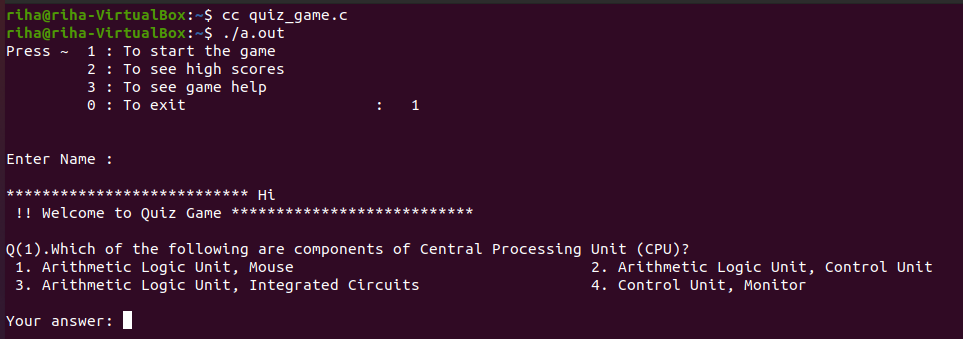 riha@riha-VirtualBox:~$ cc quiz_game.c
riha@riha-VirtualBox:~$ ./a.out
Press ~  1 : To start the game
         2 : To see high scores
         3 : To see game help
         0 : To exit                     :   1
Enter Name :
*************************** Hi
 !! Welcome to Quiz Game ***************************
Q(1).Which of the following are components of Central Processing Unit (CPU)?
 1. Arithmetic Logic Unit, Mouse                                 2. Arithmetic Logic Unit, Control Unit
 3. Arithmetic Logic Unit, Integrated Circuits                   4. Control Unit, Monitor
Your answer: